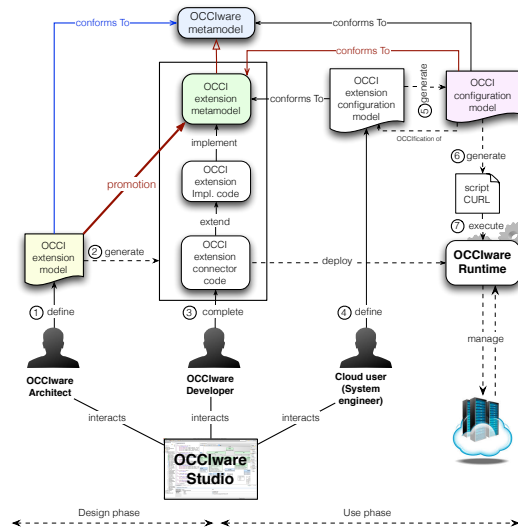 OCCIware
metamodel
conforms To
conforms To
conforms To
OCCI
extension
metamodel
conforms To
OCCI
extension
configuration
model
5 generate
OCCI
configuration
model
OCCIfication of
implement
6 generate
promotion
OCCI
extension
Impl. code
script
CURL
extend
7 execute
OCCI
extension
model
2 generate
OCCI
extension
connector
code
deploy
OCCIware
Runtime
1 define
3 complete
4 define
manage
OCCIware
Architect
OCCIware
Developer
Cloud user
(System
engineer)
interacts
interacts
interacts
OCCIware
Studio
Design phase
Use phase